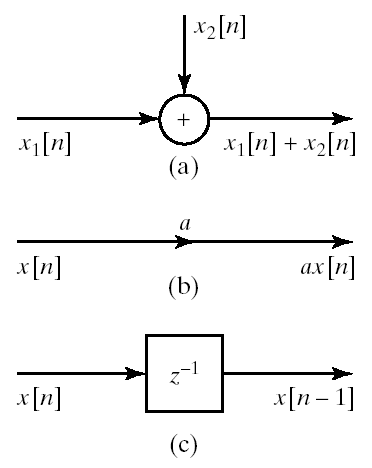 x₂[n]
+
x₁[n] x₁[n] + x₂[n]
(a)
a
x[n] ax[n]
(b)
z⁻¹
x[n] x[n − 1]
(c)